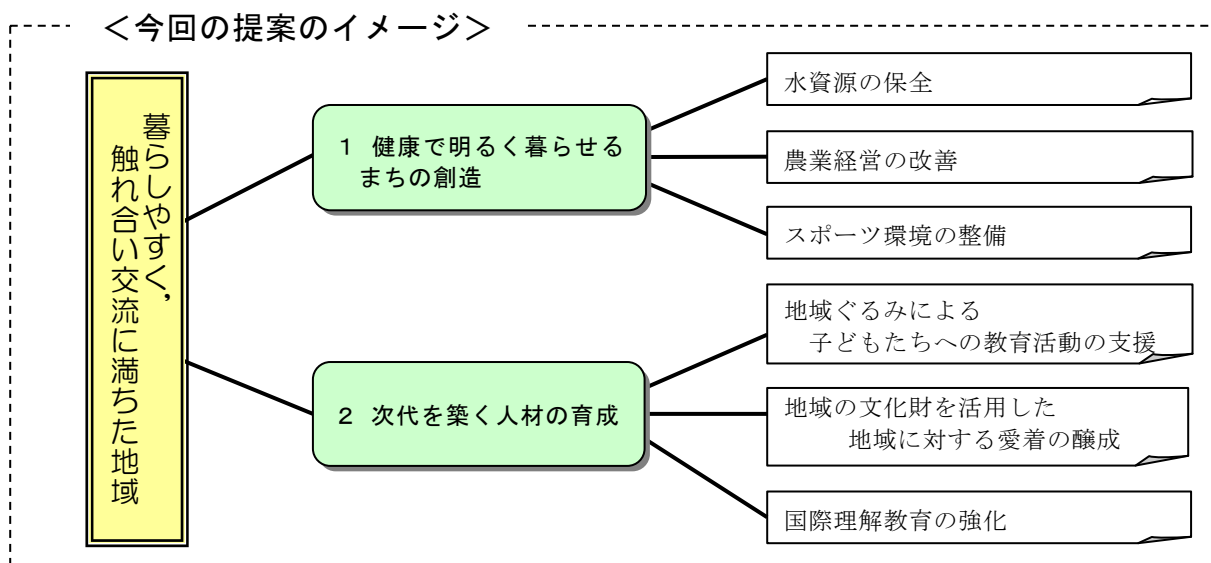 ＜今回の提案のイメージ＞
暮らしやすく，
触れ合い交流に満ちた地域
１ 健康で明るく暮らせる
まちの創造
水資源の保全
農業経営の改善
スポーツ環境の整備
２ 次代を築く人材の育成
地域ぐるみによる
子どもたちへの教育活動の支援
地域の文化財を活用した
地域に対する愛着の醸成
国際理解教育の強化